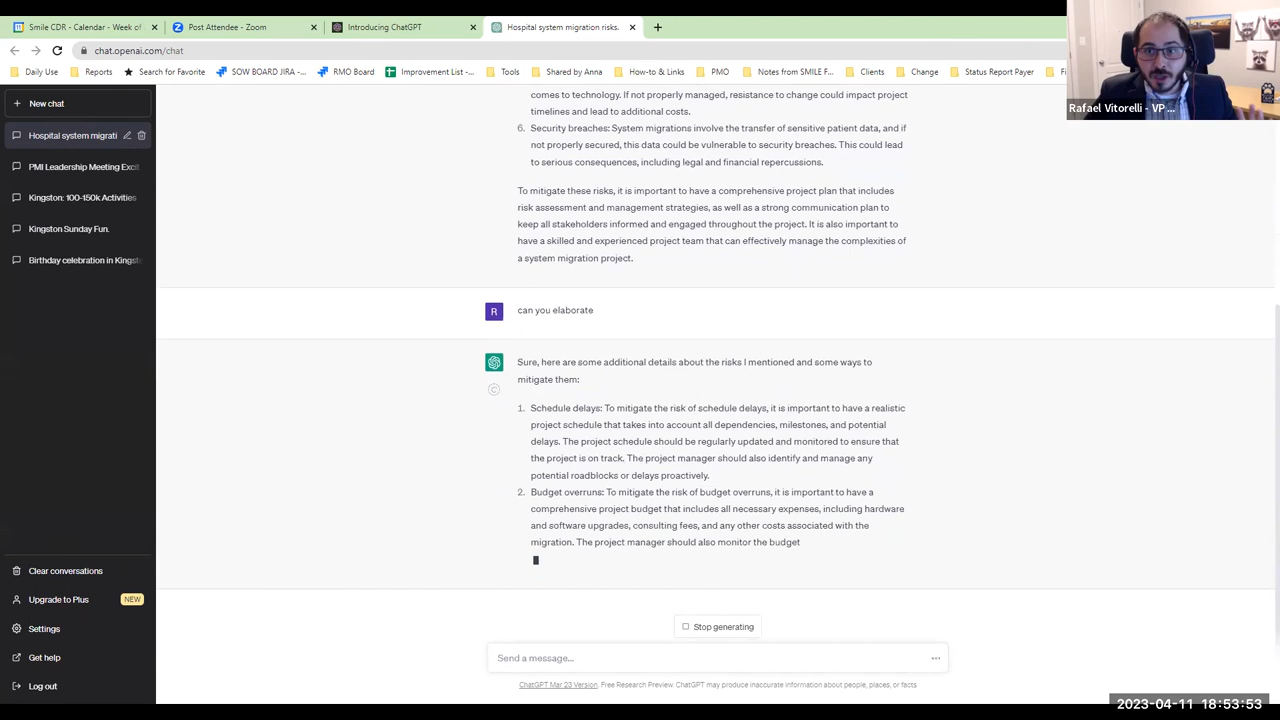 Smile CDR - Calendar - Week of
Post Attendee - Zoom
Introducing ChatGPT
Hospital system migration risks.
chat.openai.com/chat
Daily Use
Reports
Search for Favorite
SOW BOARD JIRA -...
RMO Board
Improvement List -...
Tools
Shared by Anna
How-to & Links
PMO
Notes from SMILE F...
Clients
Change
Status Report Payer
Rafael Vitorelli - VP ...
New chat
Hospital system migrati
PMI Leadership Meeting Decl
Kingston: 100-150K Activities
Kingston Sunday Fun.
Birthday celebration in Kingst
Clear conversations
Upgrade to Plus
NEW
Settings
Get help
Log out
comes to technology. If not properly managed, resistance to change could impact project
timelines and lead to additional costs.
6. Security breaches: System migrations involve the transfer of sensitive patient data, and if
not properly secured, this data could be vulnerable to security breaches. This could lead
to serious consequences, including legal and financial repercussions.
To mitigate these risks, it is important to have a comprehensive project plan that includes
risk assessment and management strategies, as well as a strong communication plan to
keep all stakeholders informed and engaged throughout the project. It is also important to
have a skilled and experienced project team that can effectively manage the complexities of
a system migration project.
R
can you elaborate
Sure, here are some additional details about the risks I mentioned and some ways to
mitigate them:
1. Schedule delays: To mitigate the risk of schedule delays, it is important to have a realistic
project schedule that takes into account all dependencies, milestones, and potential
delays. The project schedule should be regularly updated and monitored to ensure that
the project is on track. The project manager should also identify and manage any
potential roadblocks or delays proactively.
2. Budget overruns: To mitigate the risk of budget overruns, it is important to have a
comprehensive project budget that includes all necessary expenses, including hardware
and software upgrades, consulting fees, and any other costs associated with the
migration. The project manager should also monitor the budget
Stop generating
Send a message...
ChatGPT Mar 23 Version. Free Research Preview. ChatGPT may produce inaccurate information about people, places, or facts
2023-04-11 18:53:53